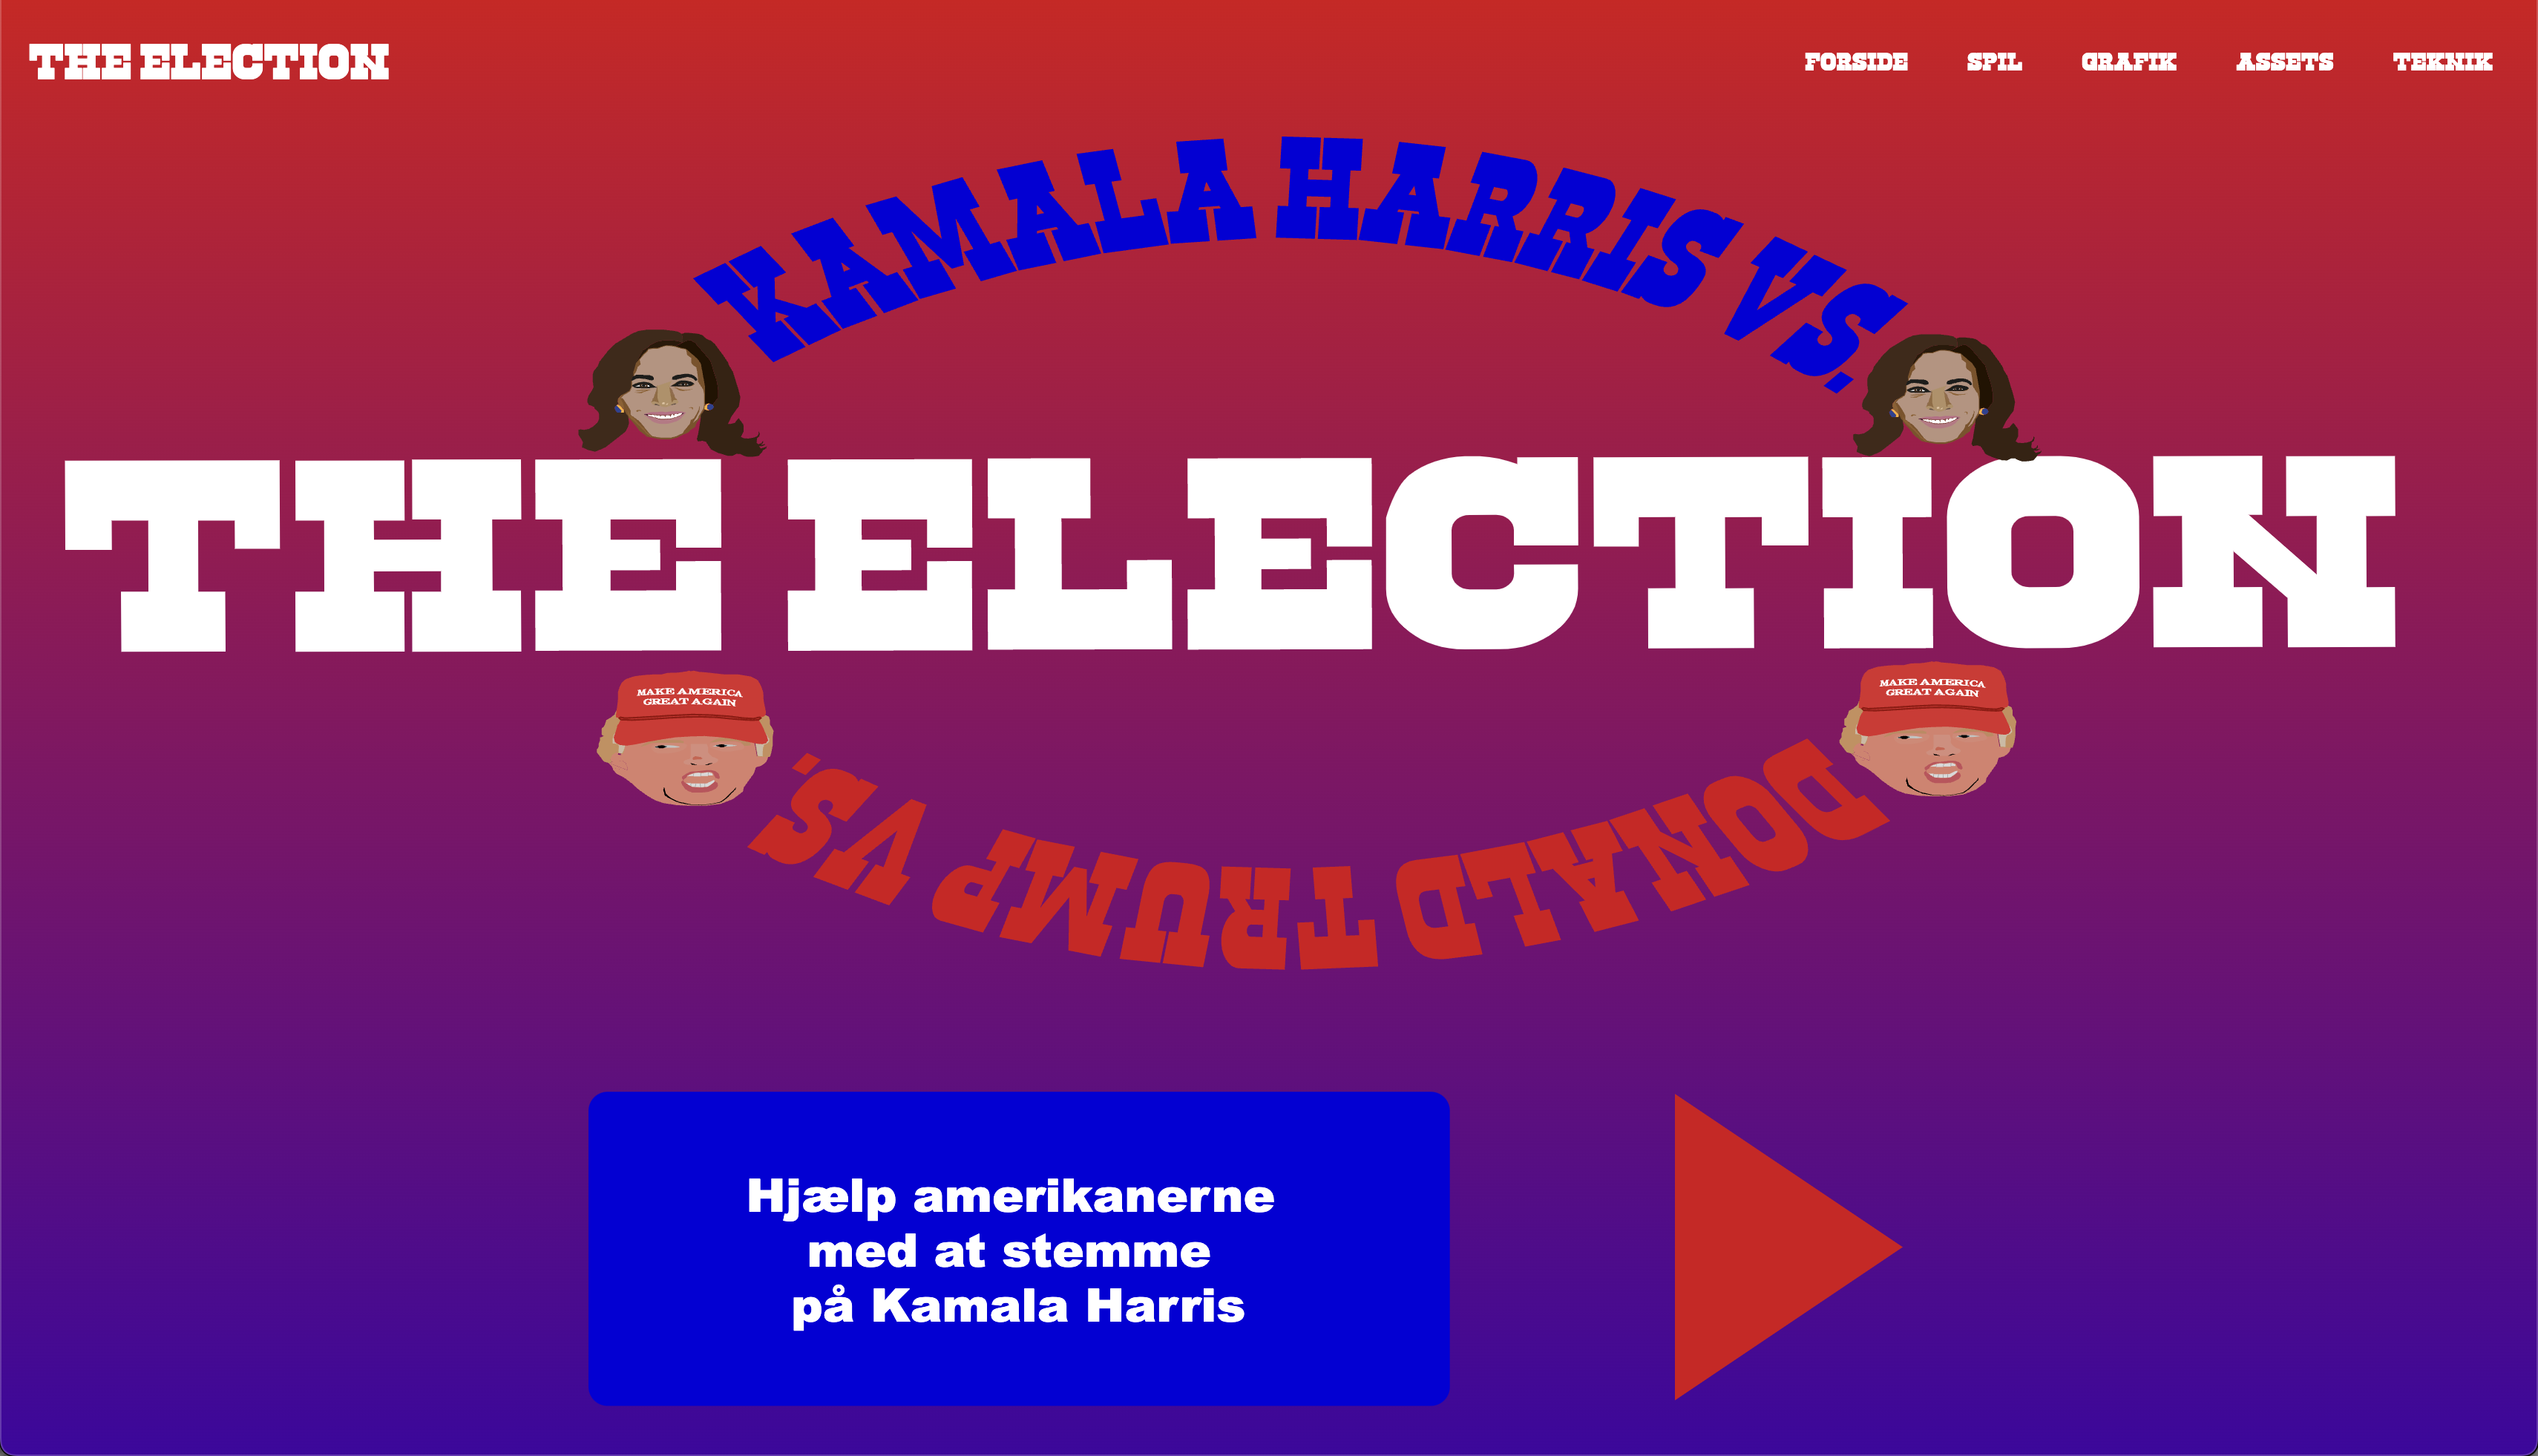 THE ELECTION
FORSIDE SPIL GRAFIK ASSETS TEKNIK
KAMALA HARRIS VS.
THE ELECTION
MAKE AMERICA
GREAT AGAIN
MAKE AMERICA
GREAT AGAIN
DONALD TRUMP VS.
Hjælp amerikanerne
med at stemme
på Kamala Harris